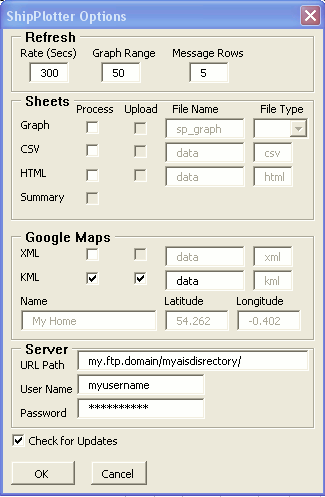 ShipPlotter Options
Refresh
Rate (Secs) Graph Range Message Rows
300 50 5
Sheets Process Upload File Name File Type
Graph sp_graph
CSV data csv
HTML data html
Summary
Google Maps
XML data xml
KML data kml
Name Latitude Longitude
My Home 54.262 -0.402
Server
URL Path my.ftp.domain/myaisdisrectory/
User Name myusername
Password **********
Check for Updates
OK Cancel